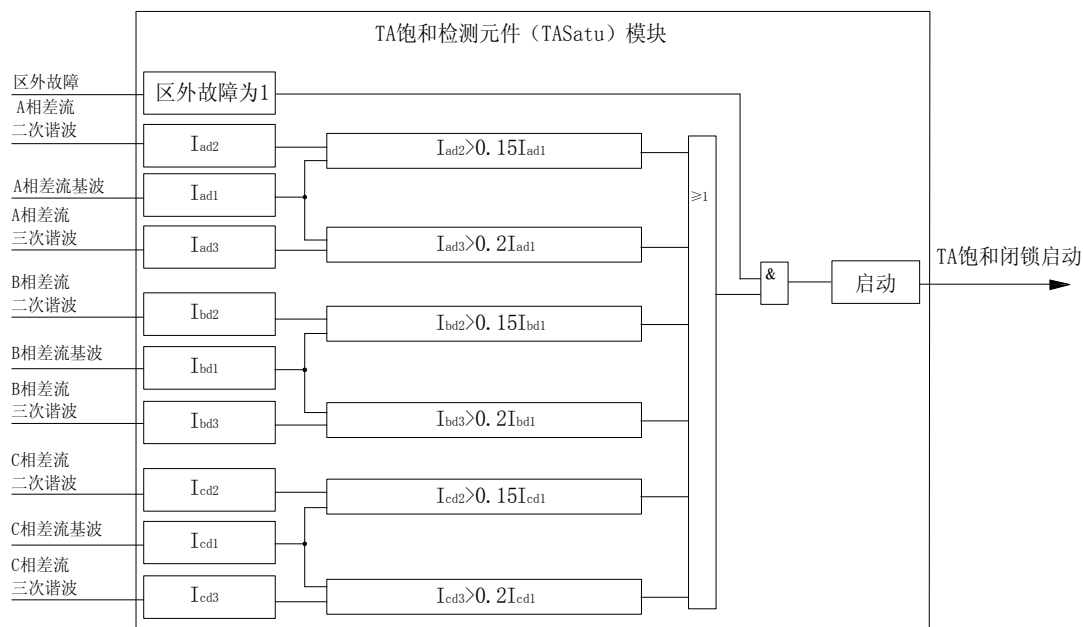 TA饱和检测元件（TASatu）模块
区外故障
区外故障为1
A相差流
二次谐波
Iad2
Iad2>0.15Iad1
≥1
A相差流基波
Iad1
A相差流
三次谐波
Iad3
Iad3>0.2Iad1
&
启动
TA饱和闭锁启动
B相差流
二次谐波
Ibd2
Ibd2>0.15Ibd1
B相差流基波
Ibd1
B相差流
三次谐波
Ibd3
Ibd3>0.2Ibd1
C相差流
二次谐波
Icd2
Icd2>0.15Icd1
C相差流基波
Icd1
C相差流
三次谐波
Icd3
Icd3>0.2Icd1